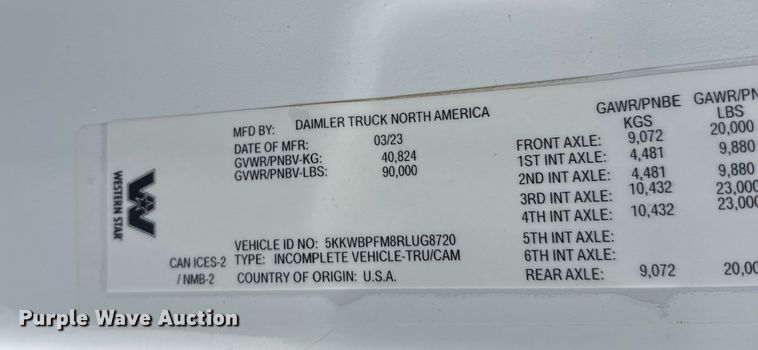 MFD BY: DAIMLER TRUCK NORTH AMERICA
DATE OF MFR: 03/23
GVWR/PNBV-KG: 40,824
GVWR/PNBV-LBS: 90,000
WESTERN STAR
VEHICLE ID NO: 5KKWBPFM8RLUG8720
CAN ICES-2 / NMB-2
TYPE: INCOMPLETE VEHICLE-TRU/CAM
COUNTRY OF ORIGIN: U.S.A.
GAWR/PNBE KGS GAWR/PN LBS
FRONT AXLE: 9,072 20,000
1ST INT AXLE: 4,481 9,880
2ND INT AXLE: 4,481 9,880
3RD INT AXLE: 10,432 23,000
4TH INT AXLE: 10,432 23,000
5TH INT AXLE:
6TH INT AXLE:
REAR AXLE: 9,072 20,00
Purple Wave Auction